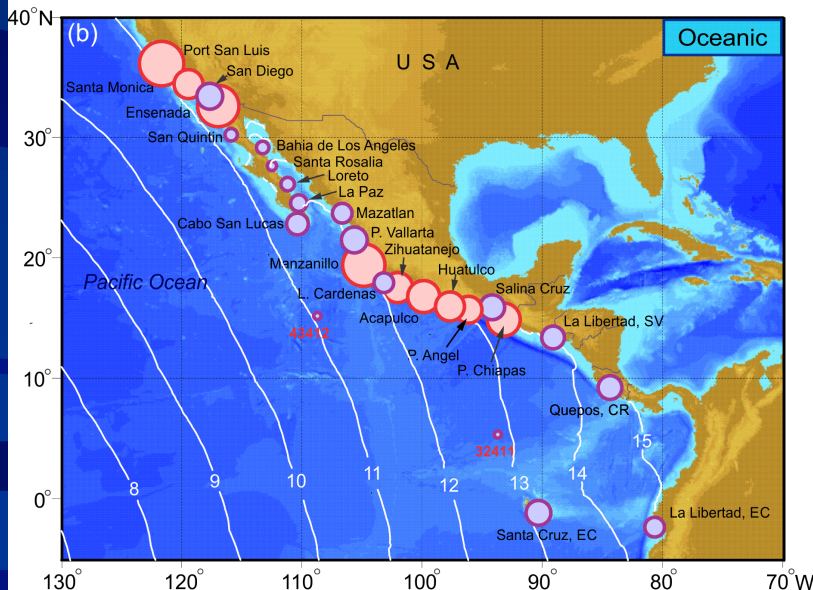 40°N
(b)
Oceanic
U S A
Port San Luis
San Diego
Santa Monica
Ensenada
30°
San Quintin
Bahia de Los Angeles
Santa Rosalia
Loreto
La Paz
Cabo San Lucas
Mazatlan
P. Vallarta
20°
Zihuatanejo
Manzanillo
Huatulco
Pacific Ocean
L. Cardenas
Salina Cruz
Acapulco
La Libertad, SV
43412
P. Angel
P. Chiapas
10°
Quepos, CR
32411
15
8
9
10
11
12
13
14
0°
La Libertad, EC
Santa Cruz, EC
130°
120°
110°
100°
90°
80°
70°W